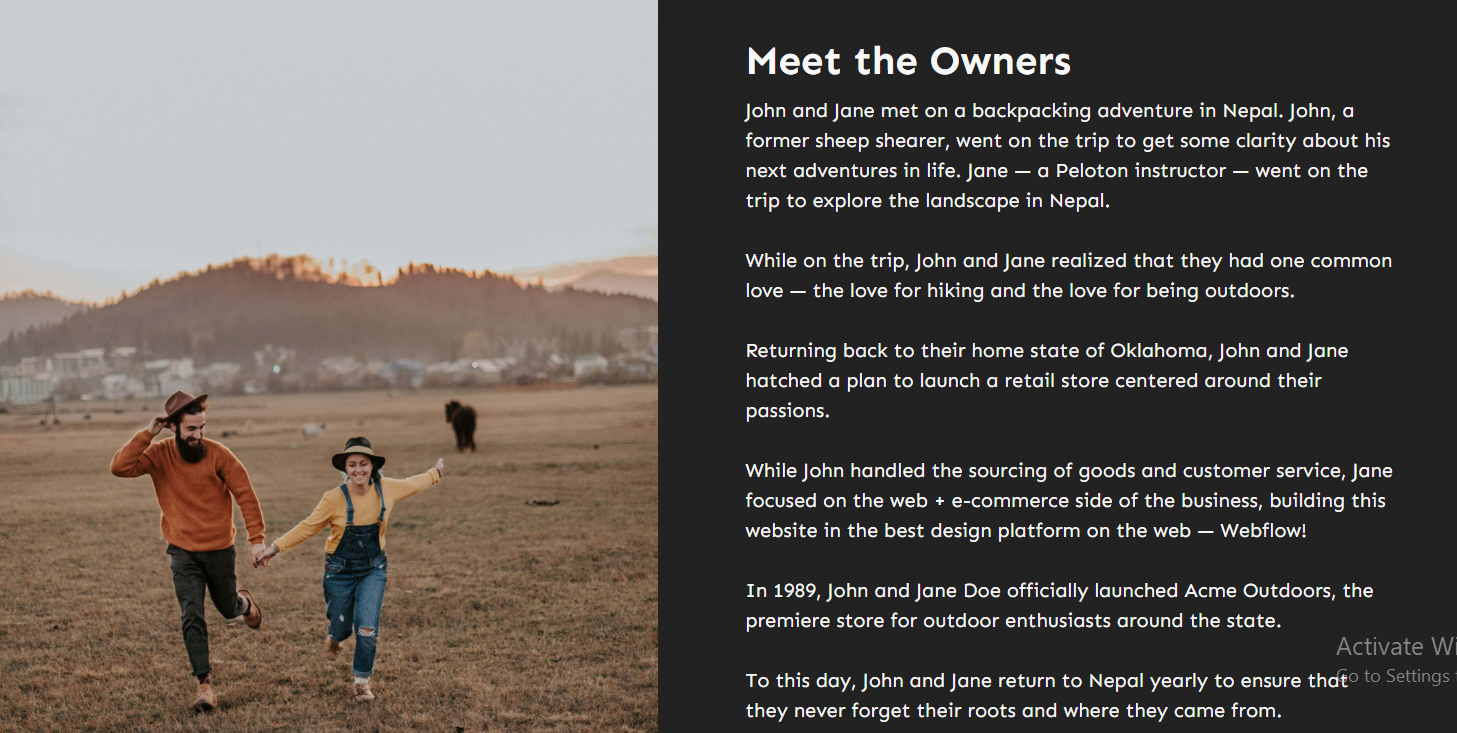 Meet the Owners
John and Jane met on a backpacking adventure in Nepal. John, a
former sheep shearer, went on the trip to get some clarity about his
next adventures in life. Jane — a Peloton instructor — went on the
trip to explore the landscape in Nepal.
While on the trip, John and Jane realized that they had one common
love — the love for hiking and the love for being outdoors.
Returning back to their home state of Oklahoma, John and Jane
hatched a plan to launch a retail store centered around their
passions.
While John handled the sourcing of goods and customer service, Jane
focused on the web + e-commerce side of the business, building this
website in the best design platform on the web — Webflow!
In 1989, John and Jane Doe officially launched Acme Outdoors, the
premiere store for outdoor enthusiasts around the state.
Activate Wi
Go to Settings
To this day, John and Jane return to Nepal yearly to ensure that
they never forget their roots and where they came from.